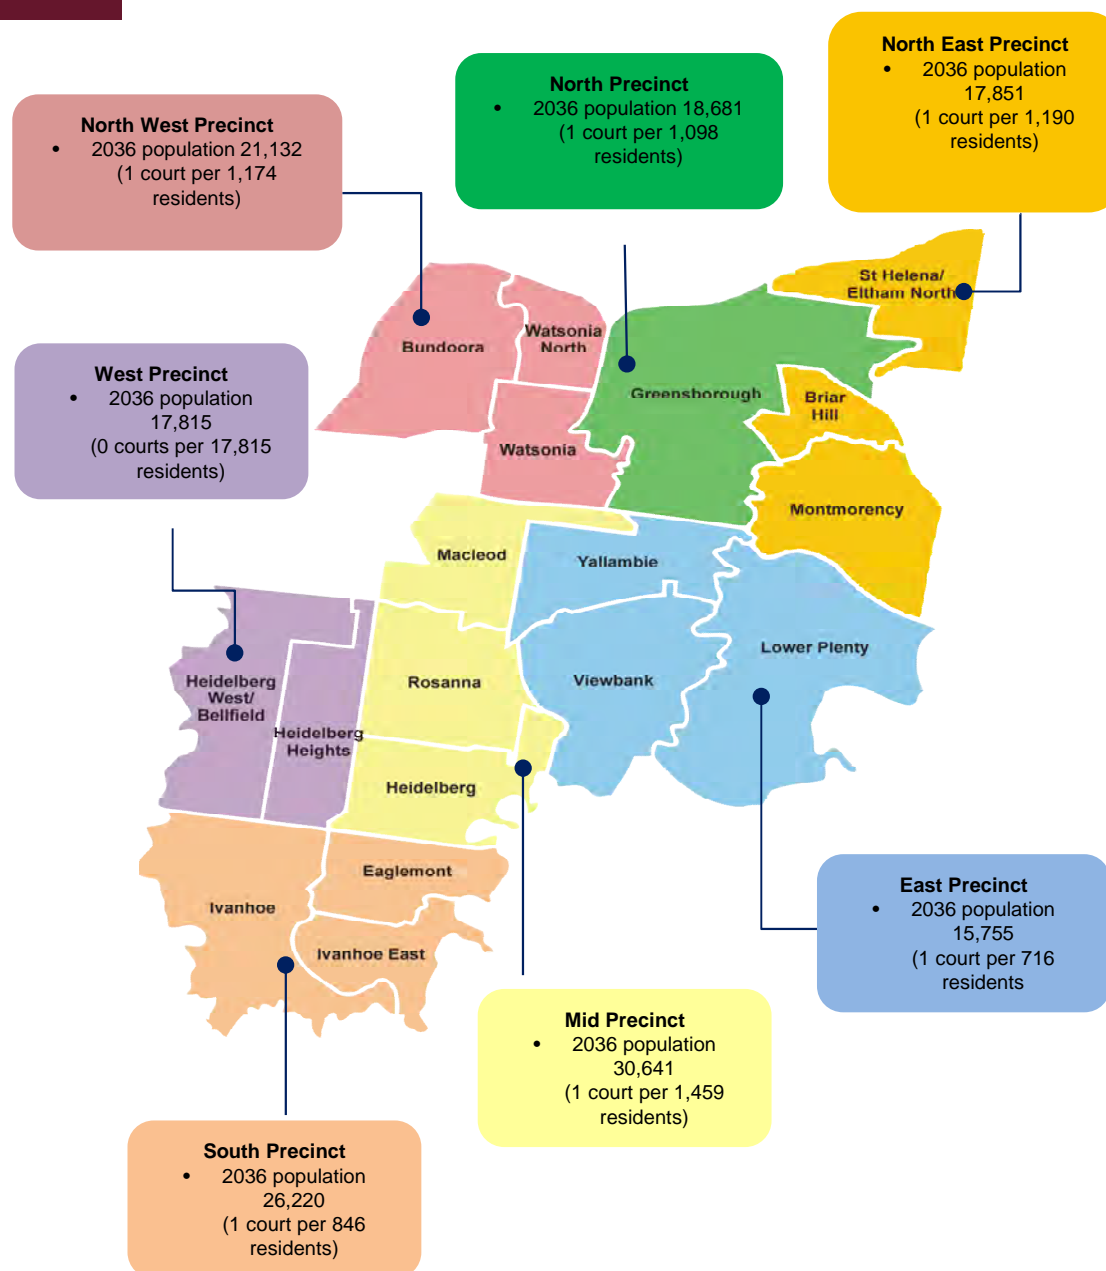 North East Precinct
• 2036 population
17,851
(1 court per 1,190
residents)
North Precinct
• 2036 population 18,681
(1 court per 1,098
residents)
North West Precinct
• 2036 population 21,132
(1 court per 1,174
residents)
St Helena/
Eltham North
Watsonia
North
Bundoora
West Precinct
• 2036 population
17,815
(0 courts per 17,815
residents)
Greensborough
Briar
Hill
Watsonia
Montmorency
Macleod
Yallambie
Lower Plenty
Rosanna
Viewbank
Heidelberg
West/
Bellfield
Heidelberg
Heights
Heidelberg
Eaglemont
Ivanhoe
Ivanhoe East
East Precinct
• 2036 population
15,755
(1 court per 716
residents
Mid Precinct
• 2036 population
30,641
(1 court per 1,459
residents)
South Precinct
• 2036 population
26,220
(1 court per 846
residents)